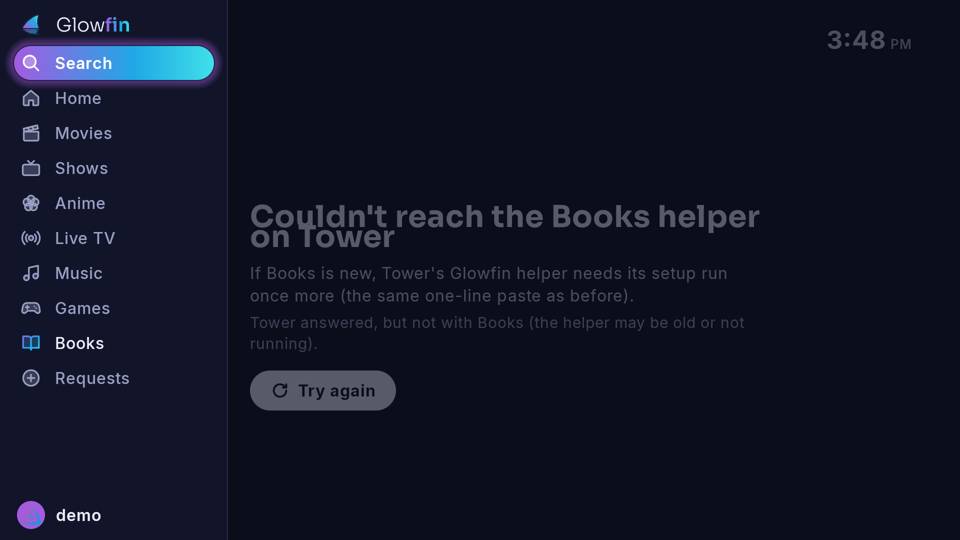 Glowfin
Search
Home
Movies
Shows
Anime
Live TV
Music
Games
Books
Requests
demo
3:48 PM
Couldn't reach the Books helper
on Tower
If Books is new, Tower's Glowfin helper needs its setup run
once more (the same one-line paste as before).
Tower answered, but not with Books (the helper may be old or not
running).
Try again